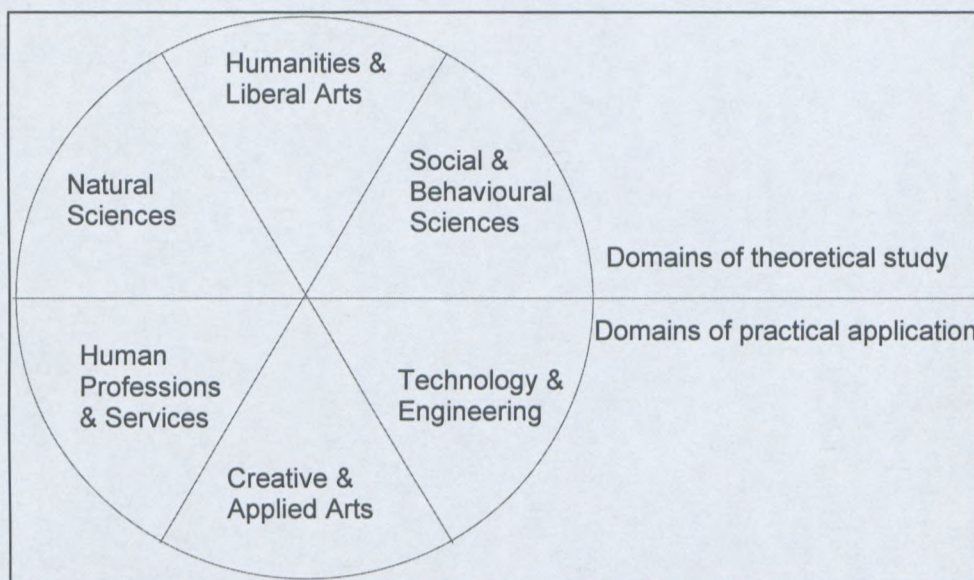 Humanities &
Liberal Arts
Natural
Sciences
Social &
Behavioural
Sciences
Domains of theoretical study
Domains of practical application
Human
Professions
& Services
Technology &
Engineering
Creative &
Applied Arts